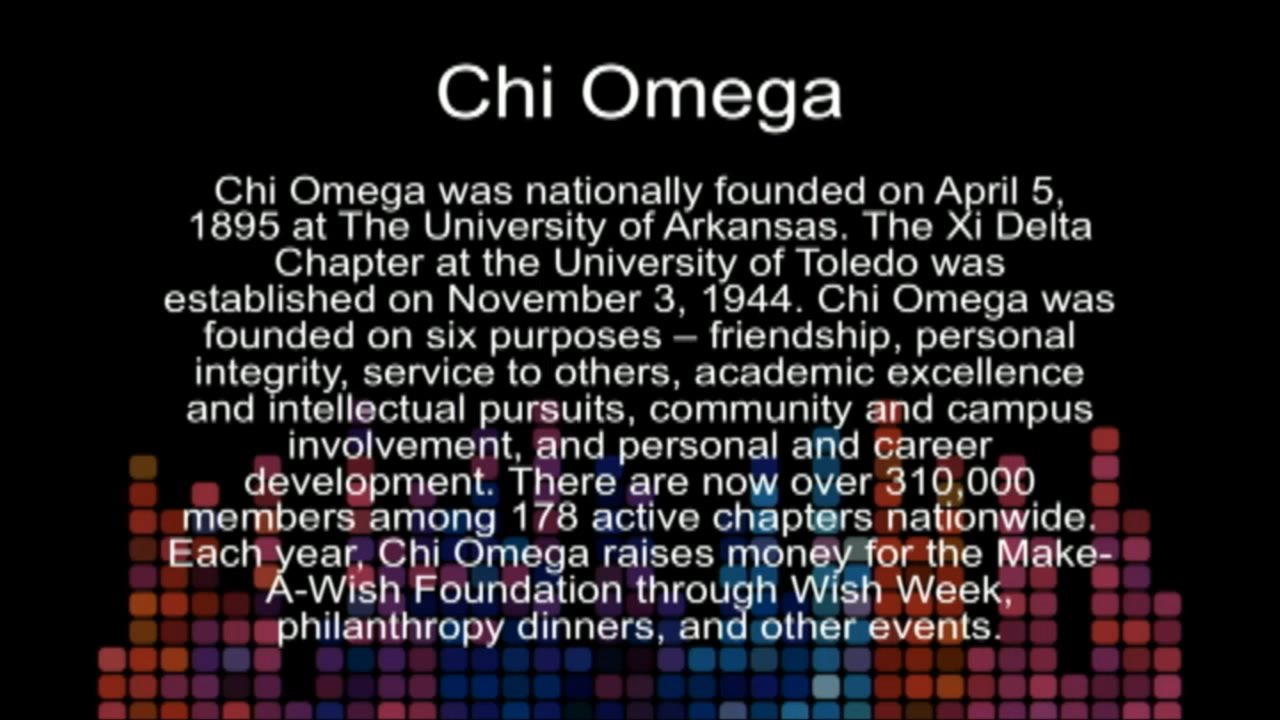 Chi Omega
Chi Omega was nationally founded on April 5,
1895 at The University of Arkansas. The Xi Delta
Chapter at the University of Toledo was
established on November 3, 1944. Chi Omega was
founded on six purposes – friendship, personal
integrity, service to others, academic excellence
and intellectual pursuits, community and campus
involvement, and personal and career
development. There are now over 310,000
members among 178 active chapters nationwide.
Each year, Chi Omega raises money for the Make-
A-Wish Foundation through Wish Week,
philanthropy dinners, and other events.